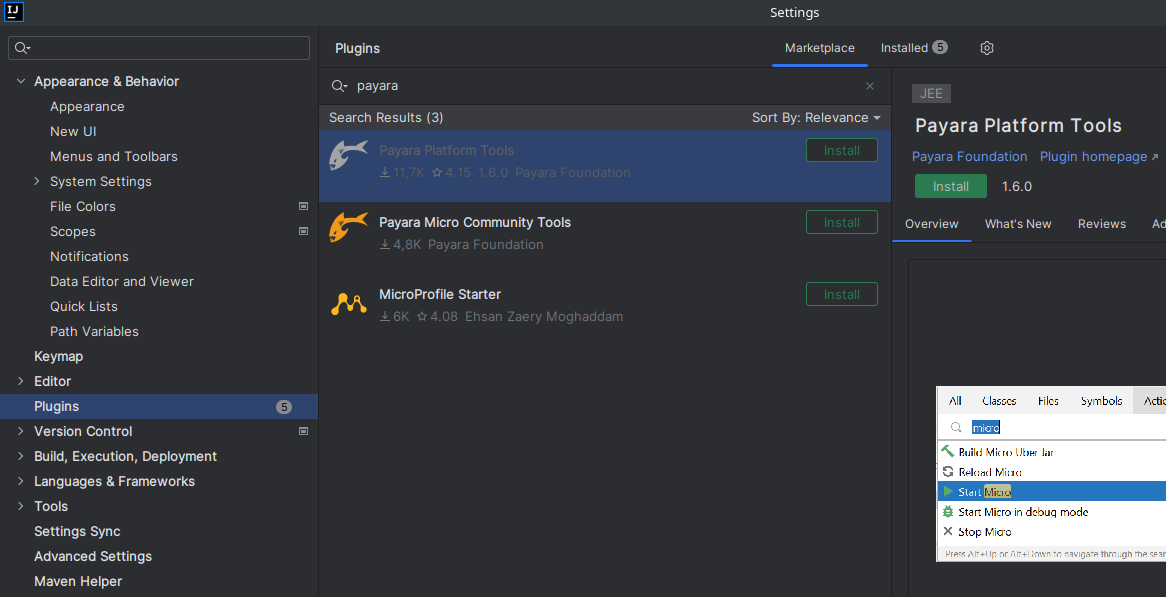 IJ
Settings
Appearance & Behavior
Appearance
New UI
Menus and Toolbars
System Settings
File Colors
Scopes
Notifications
Data Editor and Viewer
Quick Lists
Path Variables
Keymap
Editor
Plugins 5
Version Control
Build, Execution, Deployment
Languages & Frameworks
Tools
Settings Sync
Advanced Settings
Maven Helper
Plugins
Marketplace
Installed 5
payara
Search Results (3)
Sort By: Relevance
Payara Platform Tools
Install
11,7K 4.15 1.6.0 Payara Foundation
Payara Micro Community Tools
Install
4,8K Payara Foundation
MicroProfile Starter
Install
6K 4.08 Ehsan Zaery Moghaddam
JEE
Payara Platform Tools
Payara Foundation Plugin homepage
Install 1.6.0
Overview What's New Reviews Ad
All Classes Files Symbols Actio
micro
Build Micro Uber Jar
Reload Micro
Start Micro
Start Micro in debug mode
Stop Micro
Press Alt+Up or Alt+Down to navigate through the sear